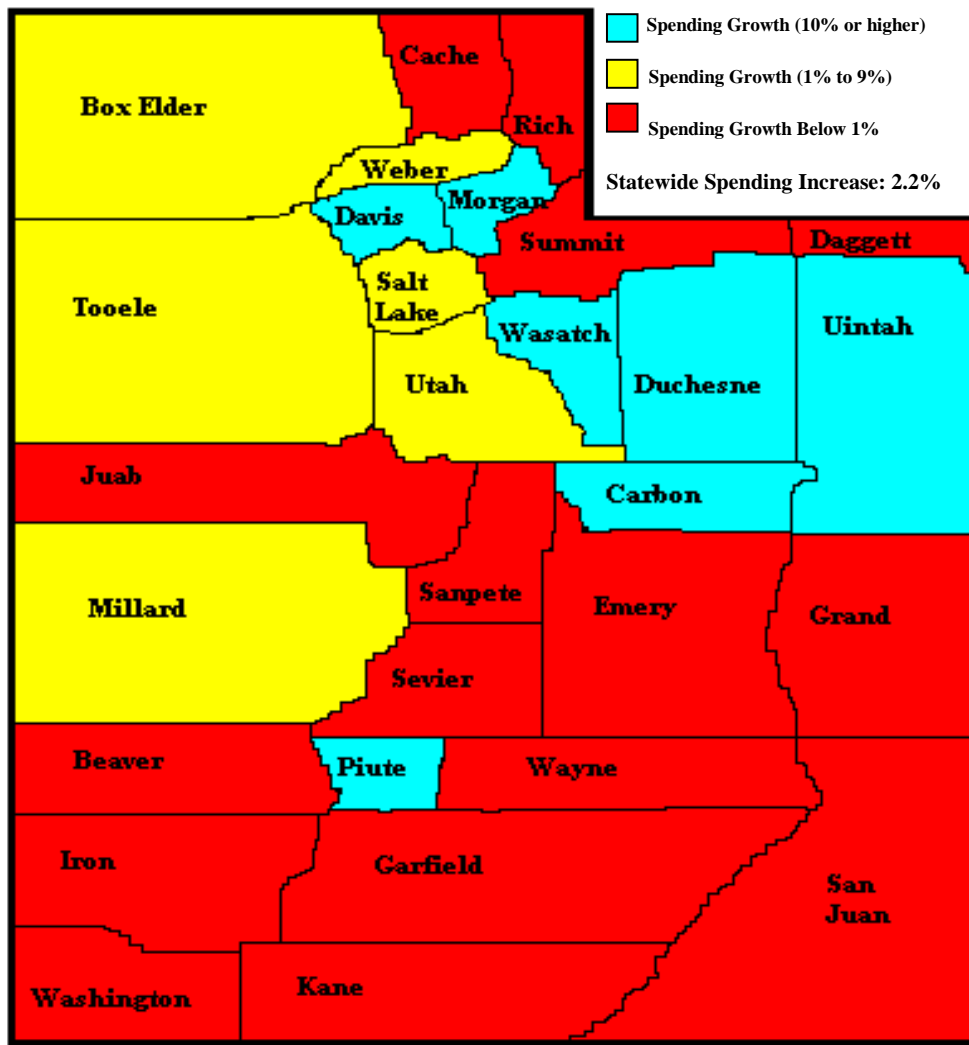 Spending Growth (10% or higher)
Spending Growth (1% to 9%)
Spending Growth Below 1%
Statewide Spending Increase: 2.2%
Cache
Box Elder
Rich
Weber
Morgan
Davis
Summit
Daggett
Salt
Lake
Tooele
Wasatch
Uintah
Utah
Duchesne
Juab
Carbon
Sanpete
Millard
Emery
Grand
Sevier
Beaver
Piute
Wayne
Iron
Garfield
San
Juan
Washington
Kane